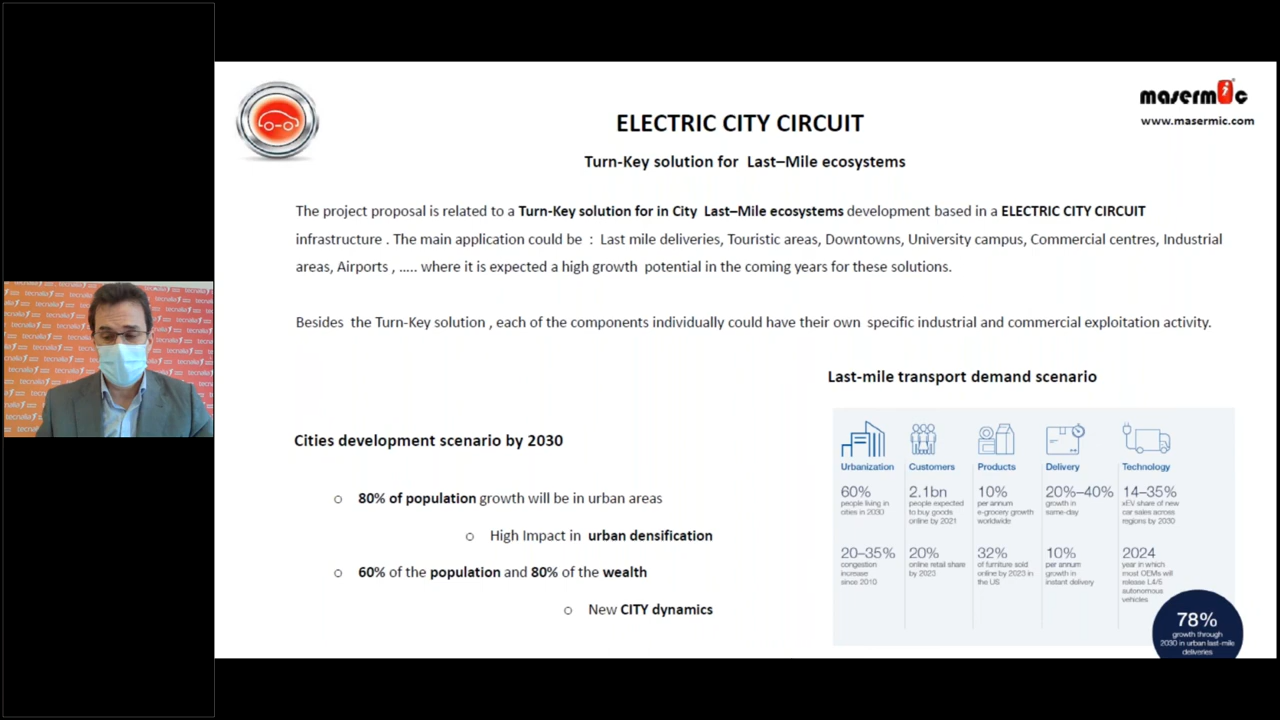 masermic
www.masermic.com
ELECTRIC CITY CIRCUIT
Turn-Key solution for Last–Mile ecosystems
The project proposal is related to a Turn-Key solution for in City Last–Mile ecosystems development based in a ELECTRIC CITY CIRCUIT
infrastructure . The main application could be : Last mile deliveries, Touristic areas, Downtowns, University campus, Commercial centres, Industrial
areas, Airports , ..... where it is expected a high growth potential in the coming years for these solutions.
Besides the Turn-Key solution , each of the components individually could have their own specific industrial and commercial exploitation activity.
Cities development scenario by 2030
80% of population growth will be in urban areas
High Impact in urban densification
60% of the population and 80% of the wealth
New CITY dynamics
Last-mile transport demand scenario
Urbanization
60%
people living in
cities in 2030
20–35%
congestion
increase
since 2010
Customers
2.1bn
people expected
to buy goods
online by 2021
20%
online retail share
by 2023
Products
10%
per annum
e-grocery growth
worldwide
32%
of furniture sold
online by 2023 in
the US
Delivery
20%–40%
growth in
same-day
10%
per annum
growth in
instant delivery
Technology
14–35%
xEV share of new
car sales across
regions by 2030
2024
year in which
most OEMs will
release L4/5
autonomous
vehicles
78%
growth through
2030 in urban last-mile
deliveries
tecnalia